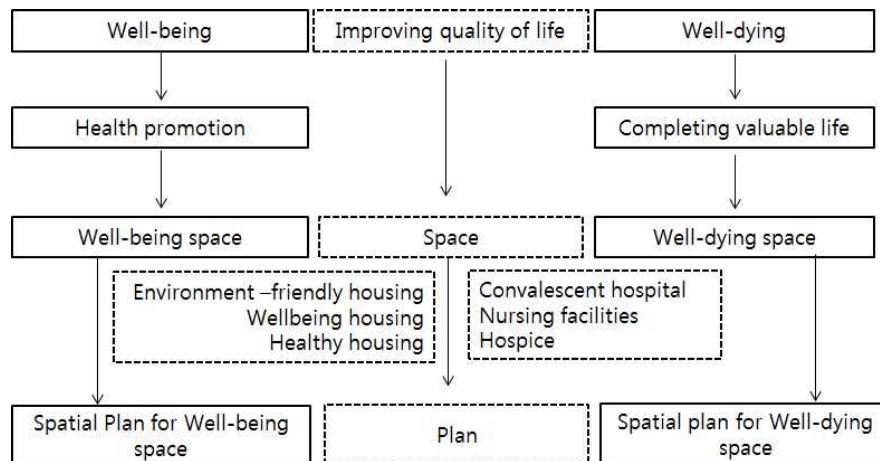 Well-being
Improving quality of life
Well-dying
Health promotion
Completing valuable life
Well-being space
Space
Well-dying space
Environment –friendly housing
Wellbeing housing
Healthy housing
Convalescent hospital
Nursing facilities
Hospice
Spatial Plan for Well-being
space
Plan
Spatial plan for Well-dying
space